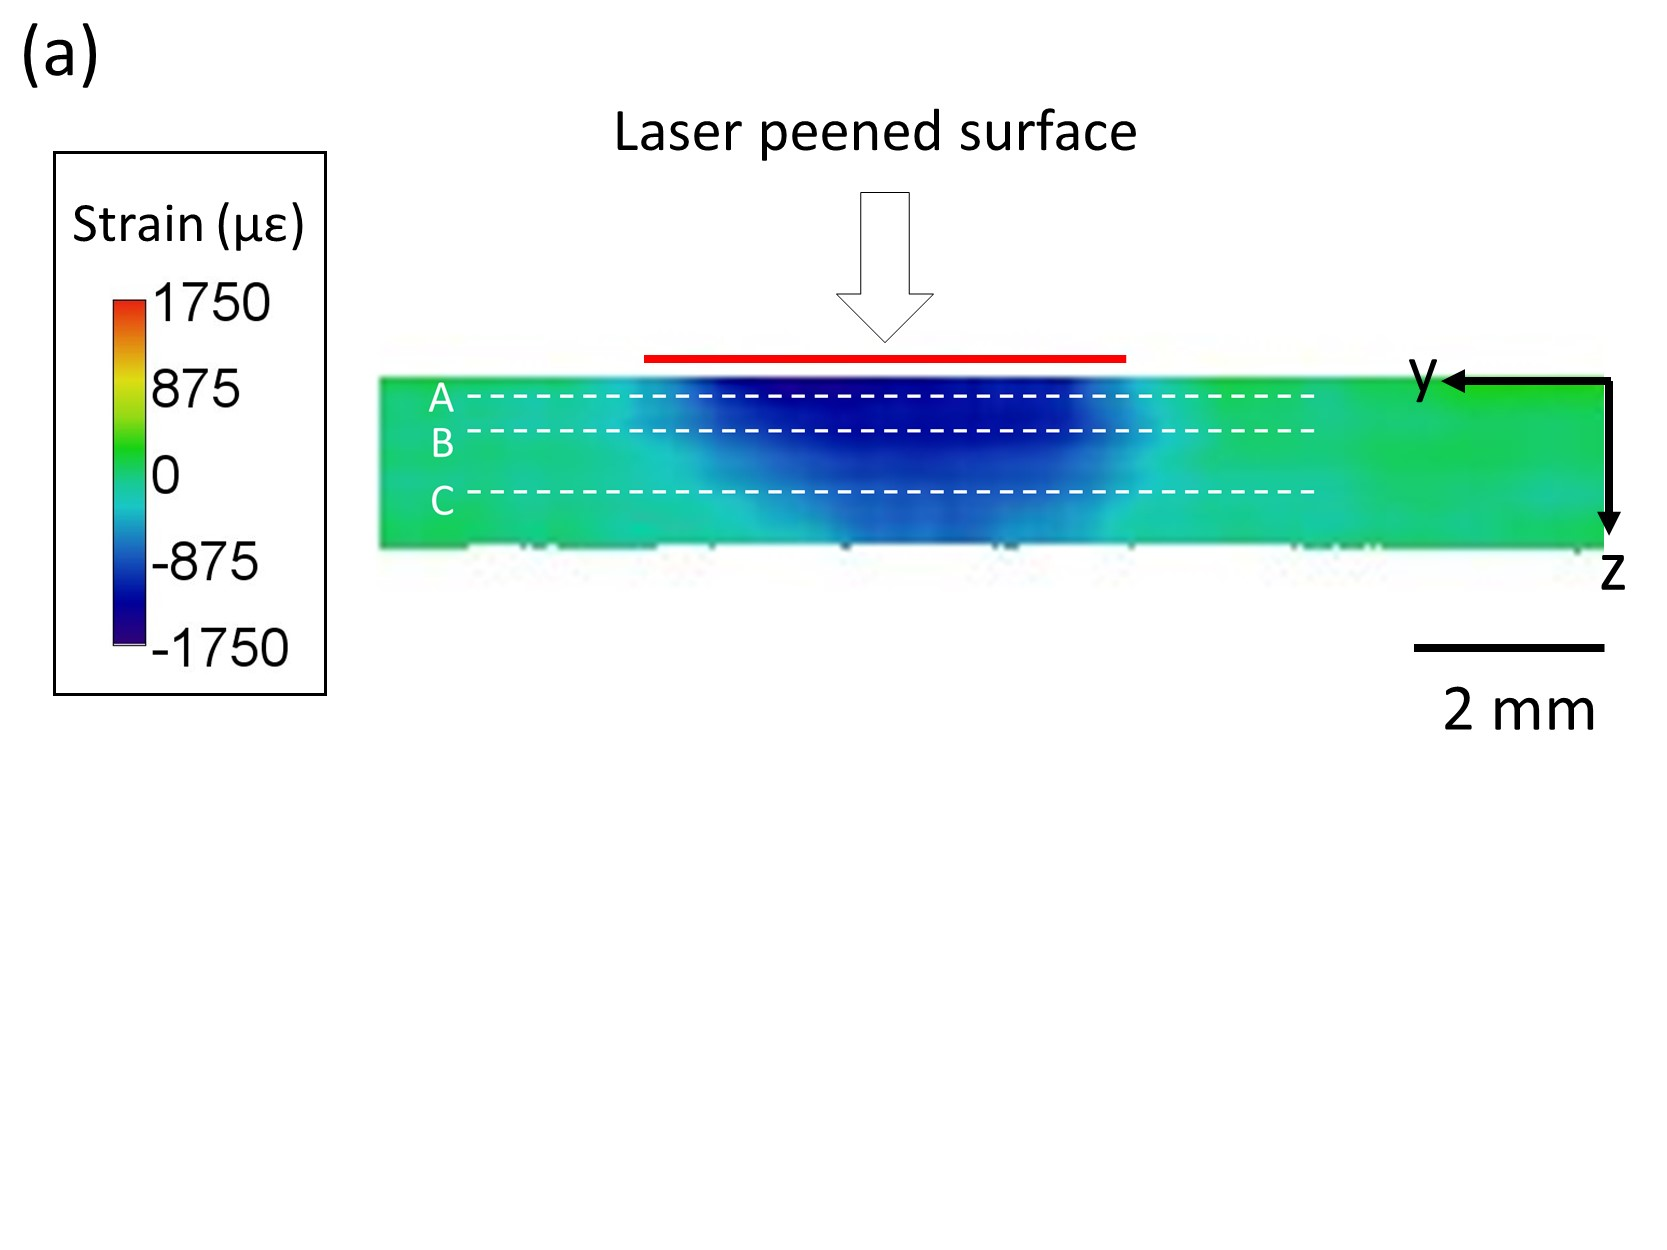 (a)
Laser peened surface
Strain (με)
1750
875
0
-875
-1750
A
B
C
y
z
2 mm